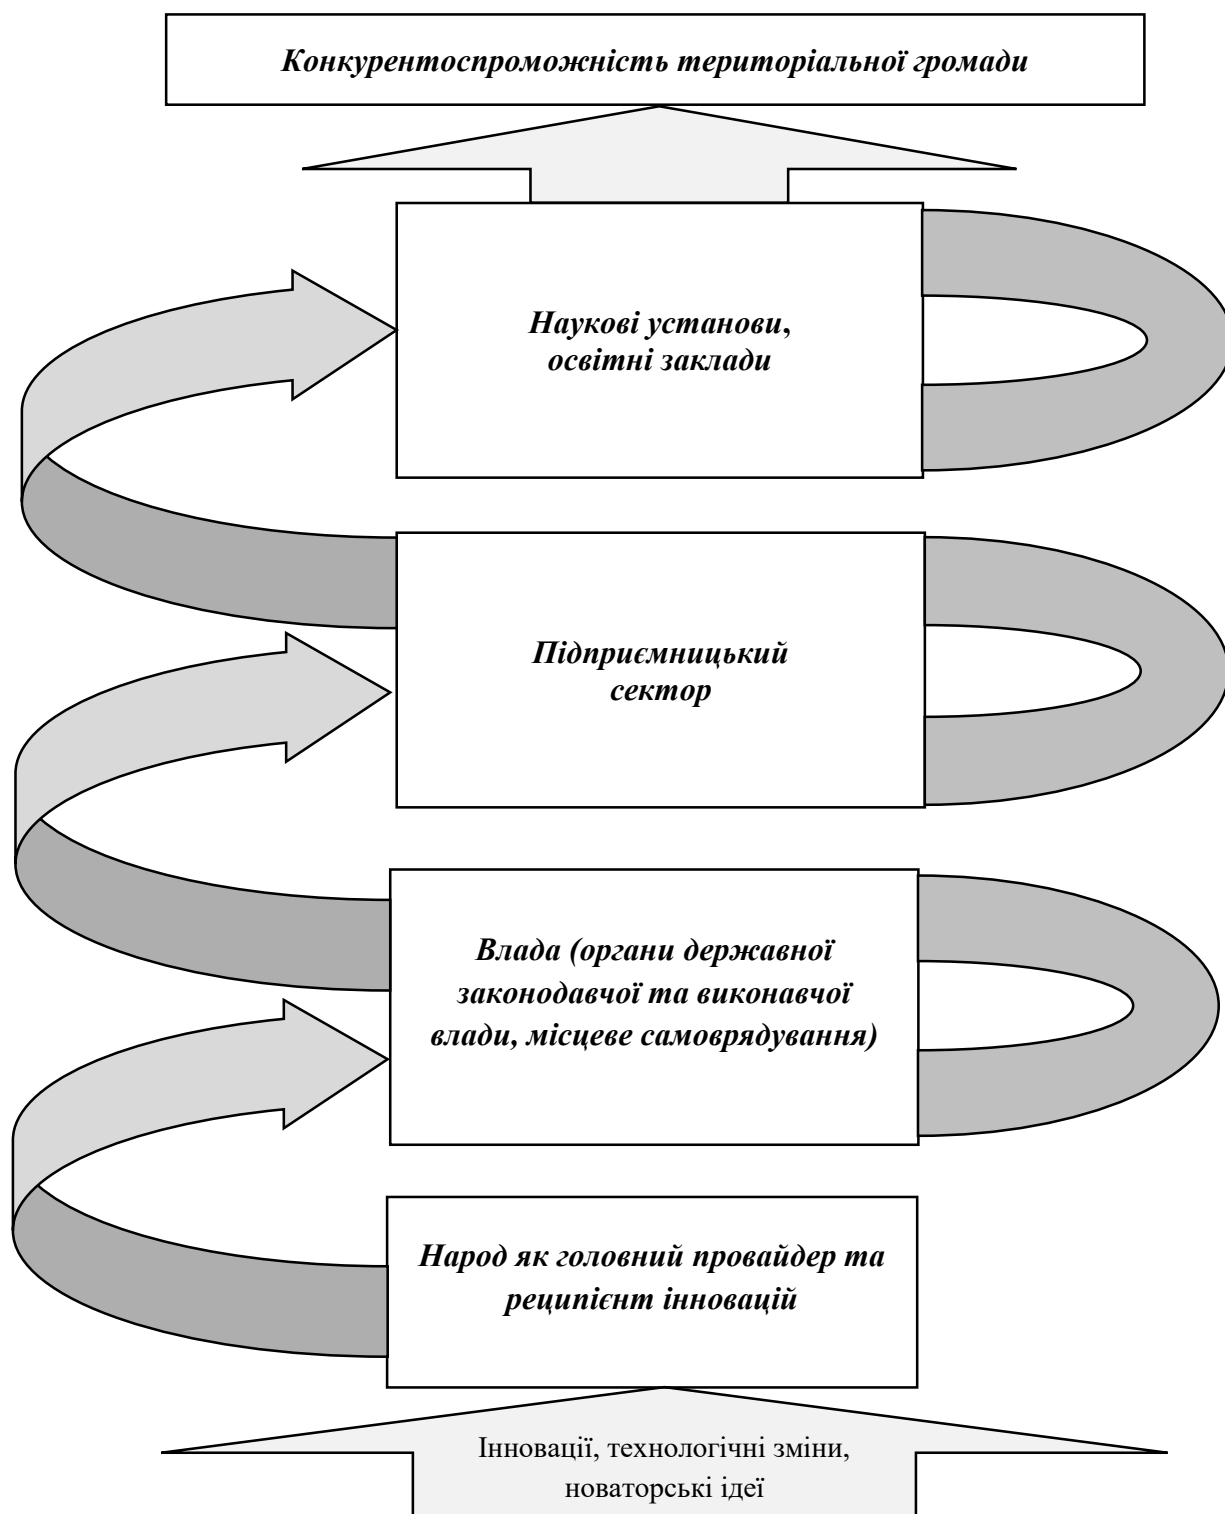 Конкурентоспроможність територіальної громади
Наукові установи,
освітні заклади
Підприємницький
сектор
Влада (органи державної
законодавчої та виконавчої
влади, місцеве самоврядування)
Народ як головний провайдер та
реципієнт інновацій
Інновації, технологічні зміни,
новаторські ідеї